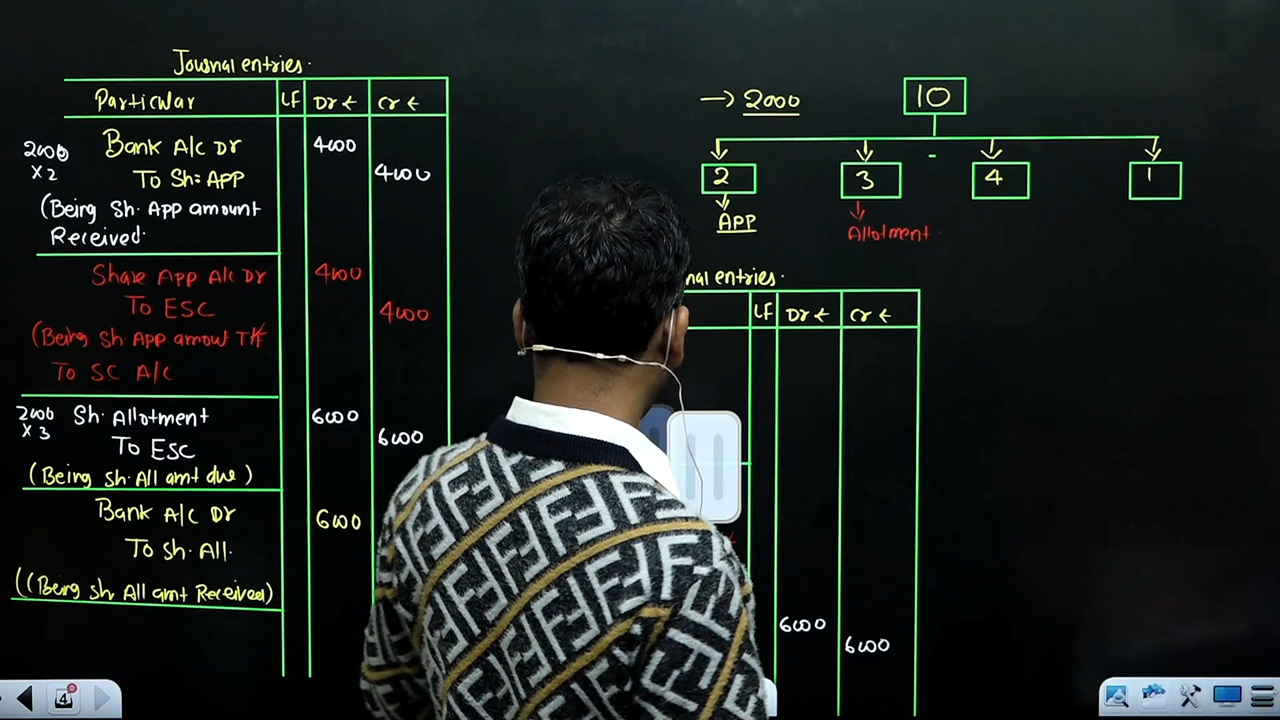 Journal entries.
Particular LF Dr ₹ Cr ₹
2000 × 2
Bank A/c Dr 4000
To Sh. APP 4000
(Being Sh. App amount
Received.
Share App A/c Dr 4000
To ESC 4000
(Being Sh App amout Tf
To SC A/c
2000 × 3
Sh. Allotment 6000
To ESC 6000
(Being Sh. All amt due)
Bank A/c Dr 6000
To Sh. All.
((Being Sh All amt Received)
→ 2000
10
2 3 4 1
APP
Allotment
nal entries.
LF Dr ₹ Cr ₹
6000
6000
4